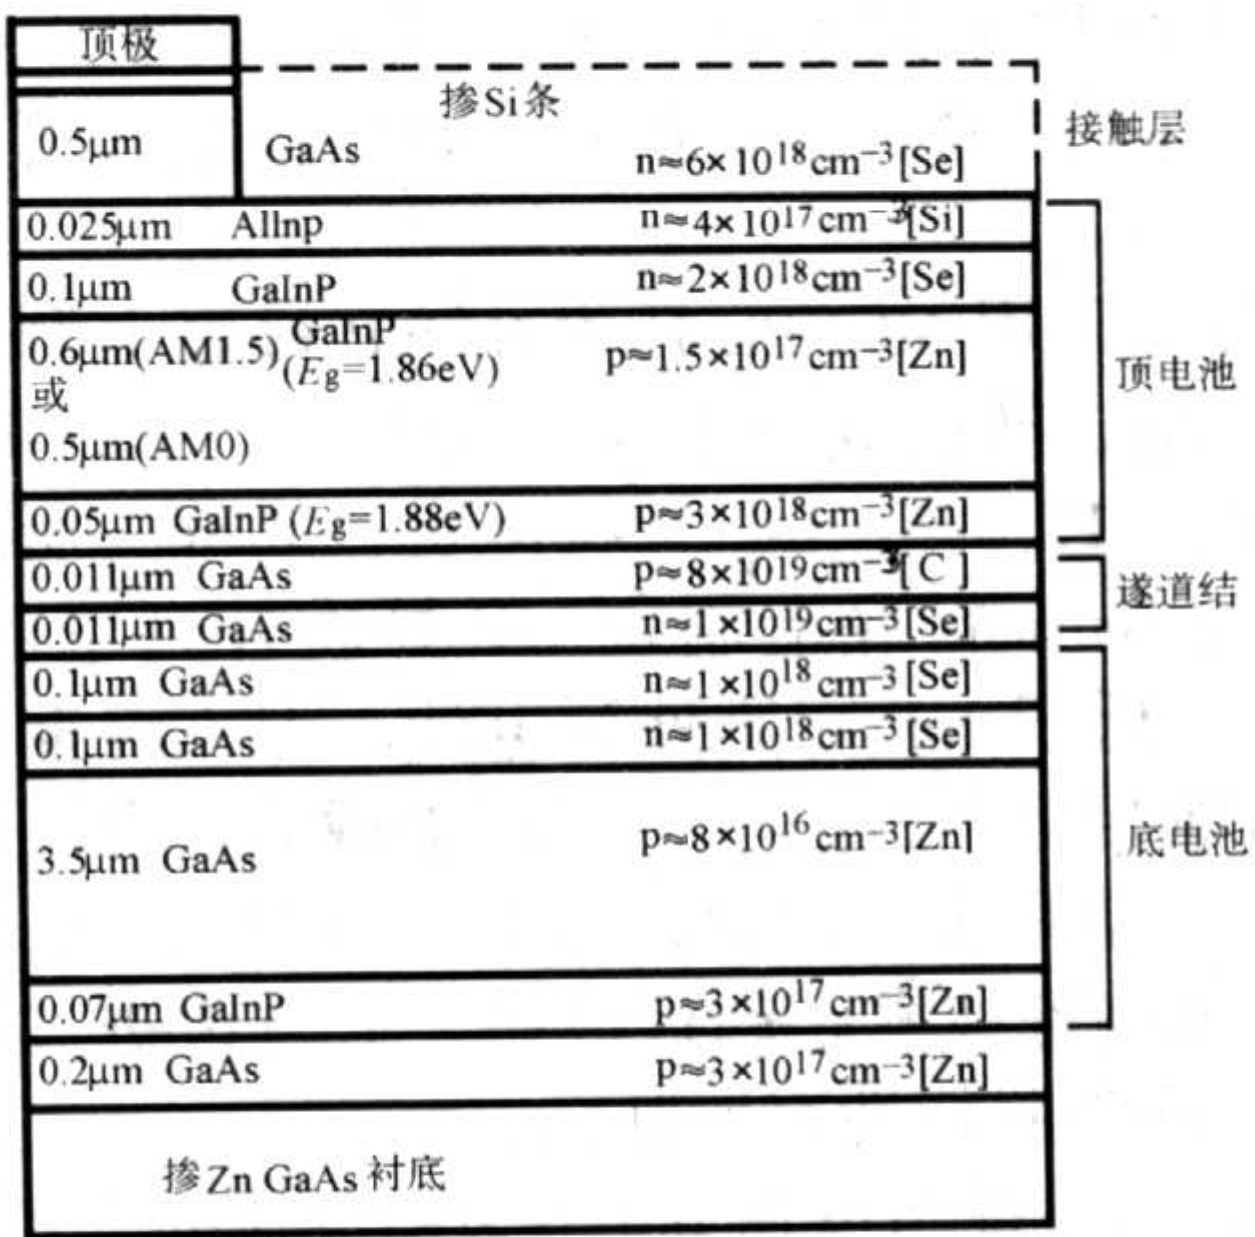 顶极
掺Si条
接触层
0.5μm GaAs n≈6×10¹⁸cm⁻³[Se]
0.025μm AlInp n≈4×10¹⁷cm⁻³[Si]
0.1μm GaInP n≈2×10¹⁸cm⁻³[Se]
0.6μm(AM1.5) GaInP (Eg=1.86eV) p≈1.5×10¹⁷cm⁻³[Zn]
或
0.5μm(AM0)
顶电池
0.05μm GaInP (Eg=1.88eV) p≈3×10¹⁸cm⁻³[Zn]
0.011μm GaAs p≈8×10¹⁹cm⁻³[C]
遂道结
0.011μm GaAs n≈1×10¹⁹cm⁻³[Se]
0.1μm GaAs n≈1×10¹⁸cm⁻³[Se]
0.1μm GaAs n≈1×10¹⁸cm⁻³[Se]
3.5μm GaAs p≈8×10¹⁶cm⁻³[Zn]
底电池
0.07μm GaInP p≈3×10¹⁷cm⁻³[Zn]
0.2μm GaAs p≈3×10¹⁷cm⁻³[Zn]
掺Zn GaAs衬底